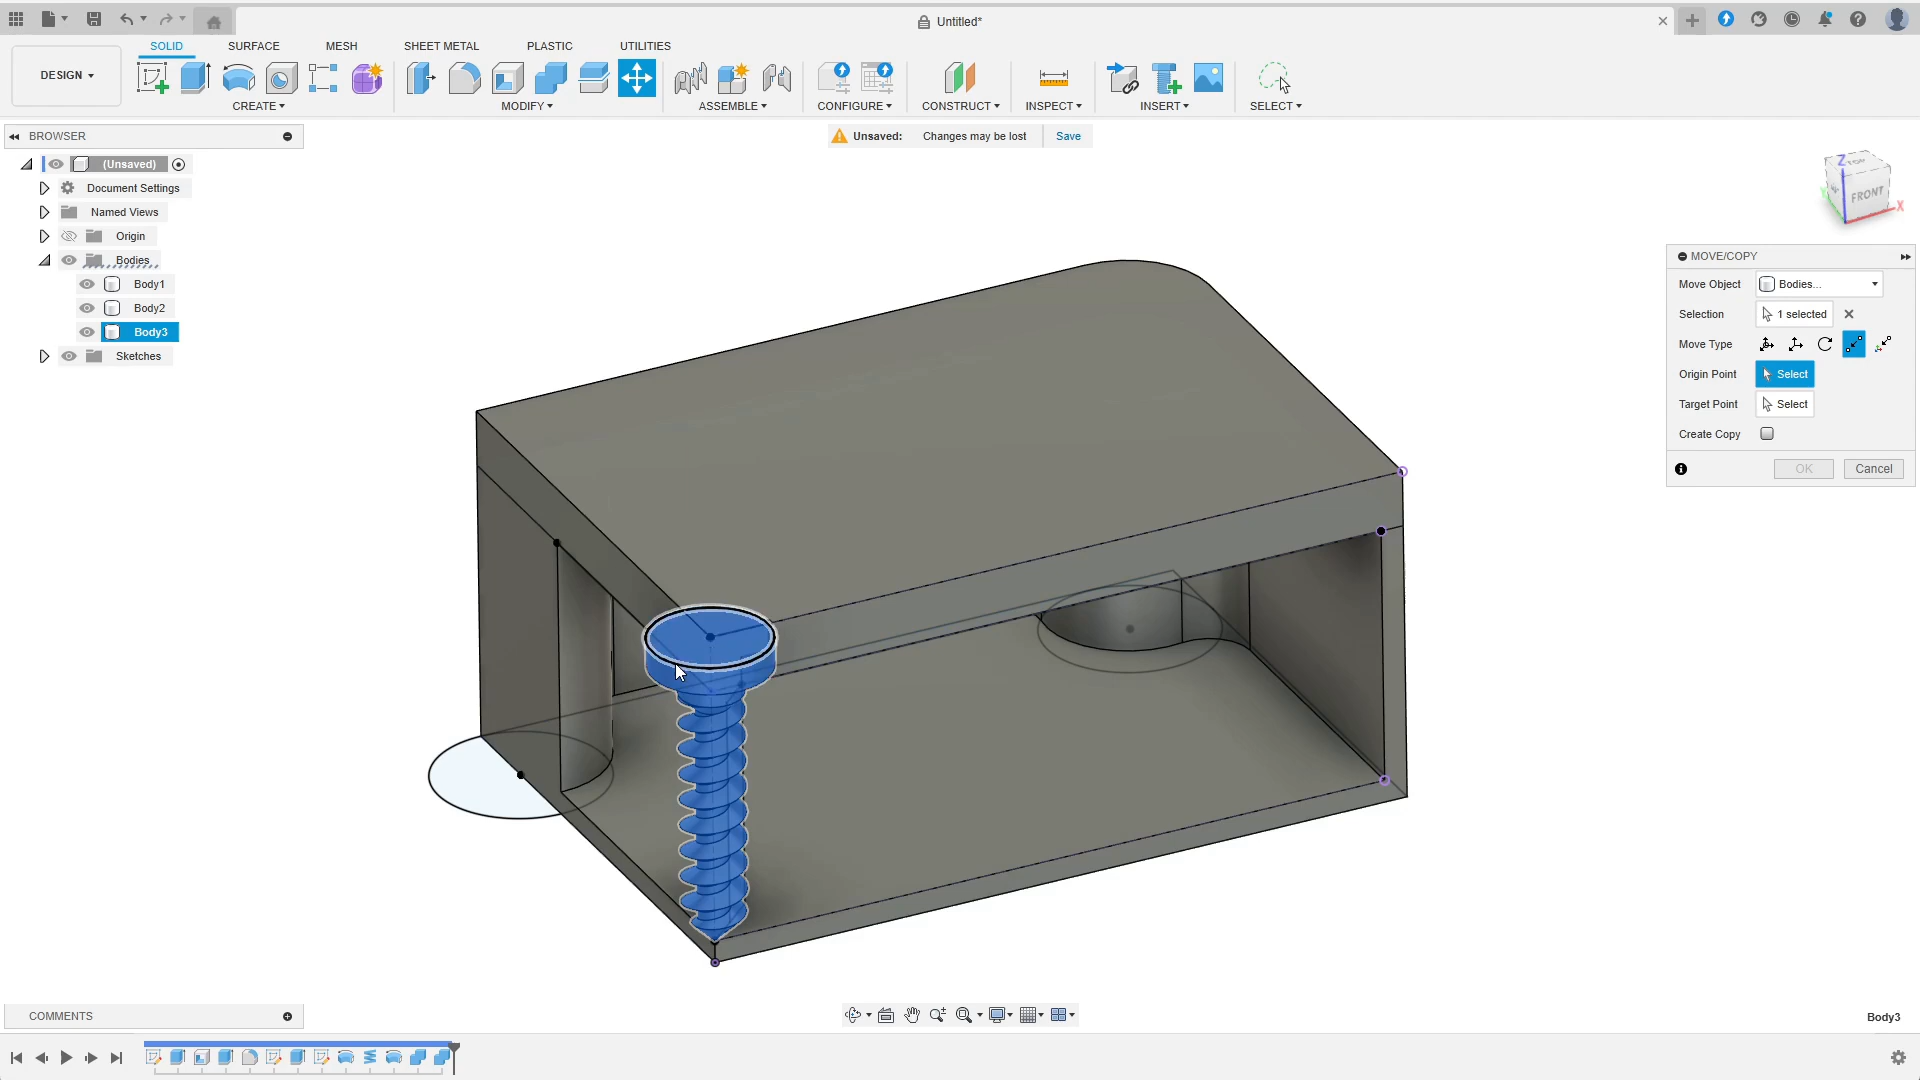 Untitled*
DESIGN
SOLID
SURFACE
MESH
SHEET METAL
PLASTIC
UTILITIES
CREATE
MODIFY
ASSEMBLE
CONFIGURE
CONSTRUCT
INSPECT
INSERT
SELECT
BROWSER
Unsaved: Changes may be lost Save
(Unsaved)
Document Settings
Named Views
Origin
Bodies
Body1
Body2
Body3
Sketches
Z
TOP
FRONT
X
Y
MOVE/COPY
Move Object Bodies...
Selection 1 selected
Move Type
Origin Point Select
Target Point Select
Create Copy
OK Cancel
COMMENTS
Body3